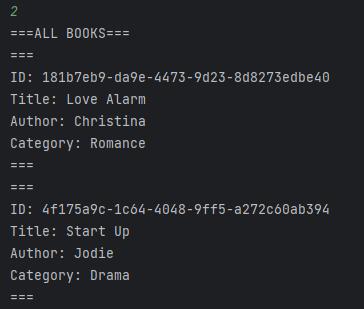 2
===ALL BOOKS===
===
ID: 181b7eb9-da9e-4473-9d23-8d8273edbe40
Title: Love Alarm
Author: Christina
Category: Romance
===
===
ID: 4f175a9c-1c64-4048-9ff5-a272c60ab394
Title: Start Up
Author: Jodie
Category: Drama
===